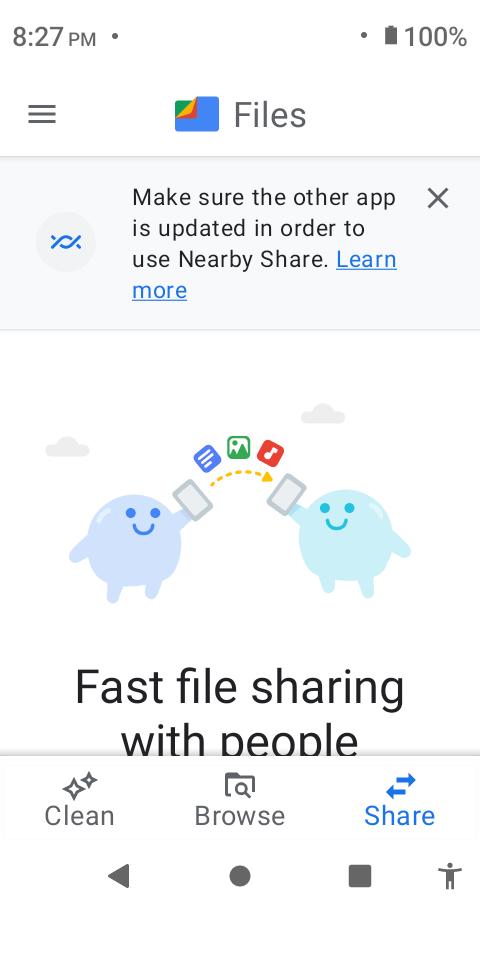 8:27 PM
100%
Files
Make sure the other app
is updated in order to
use Nearby Share. Learn
more
Fast file sharing
with people
Clean
Browse
Share